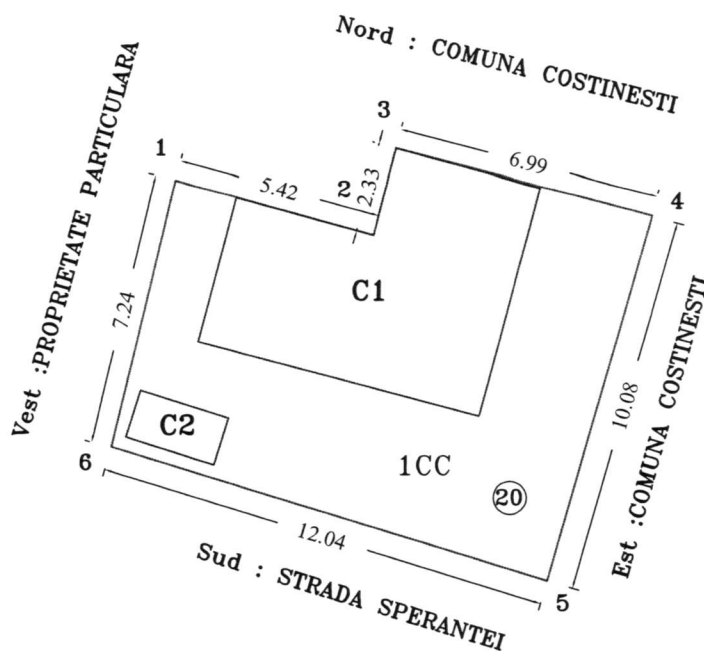 Nord : COMUNA COSTINESTI
Vest :PROPRIETATE PARTICULARA
3
6.99
1
5.42
2
2.33
4
C1
7.24
Est :COMUNA COSTINESTI
10.08
C2
6
1CC
20
12.04
5
Sud : STRADA SPERANTEI